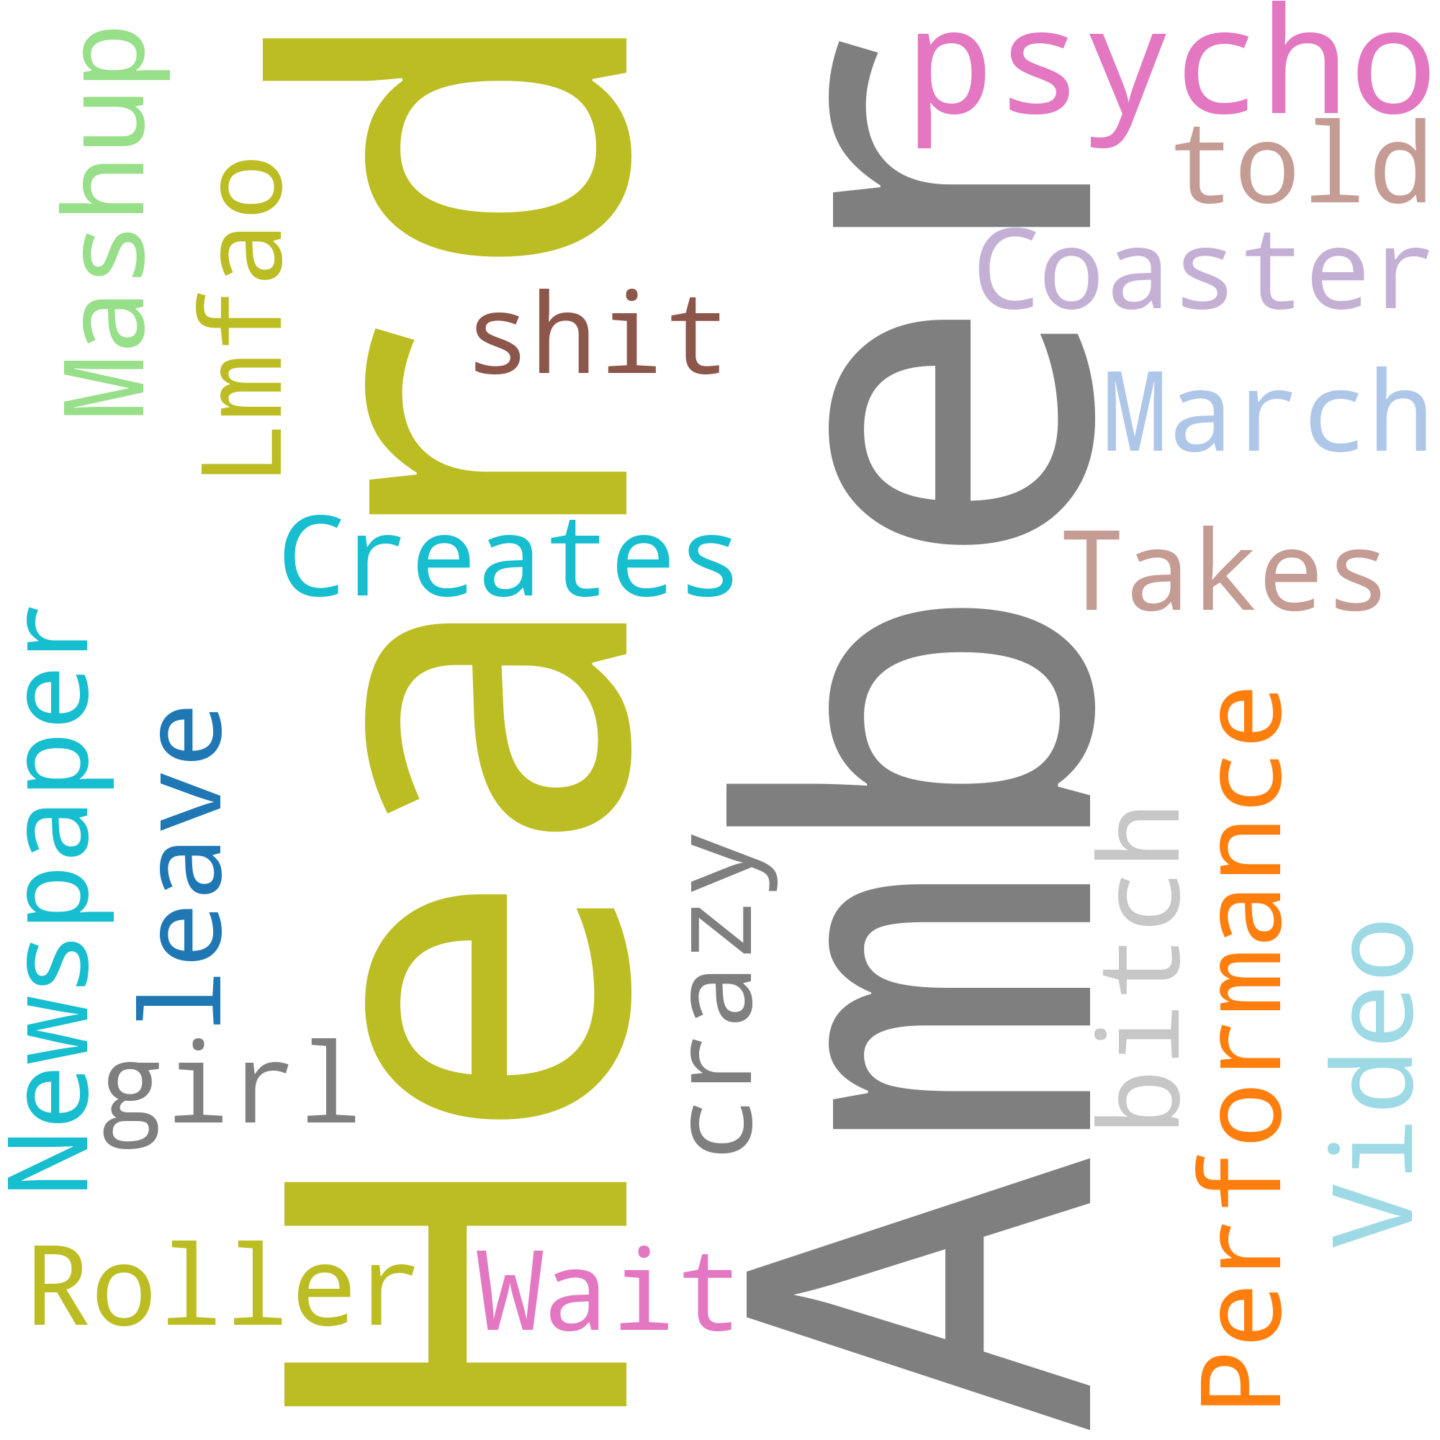 Mashup
Lmfao
Heard
shit
Amber
psycho
told
Coaster
March
Creates
Takes
Newspaper
leave
girl
crazy
bitch
Performance
Video
Roller
Wait